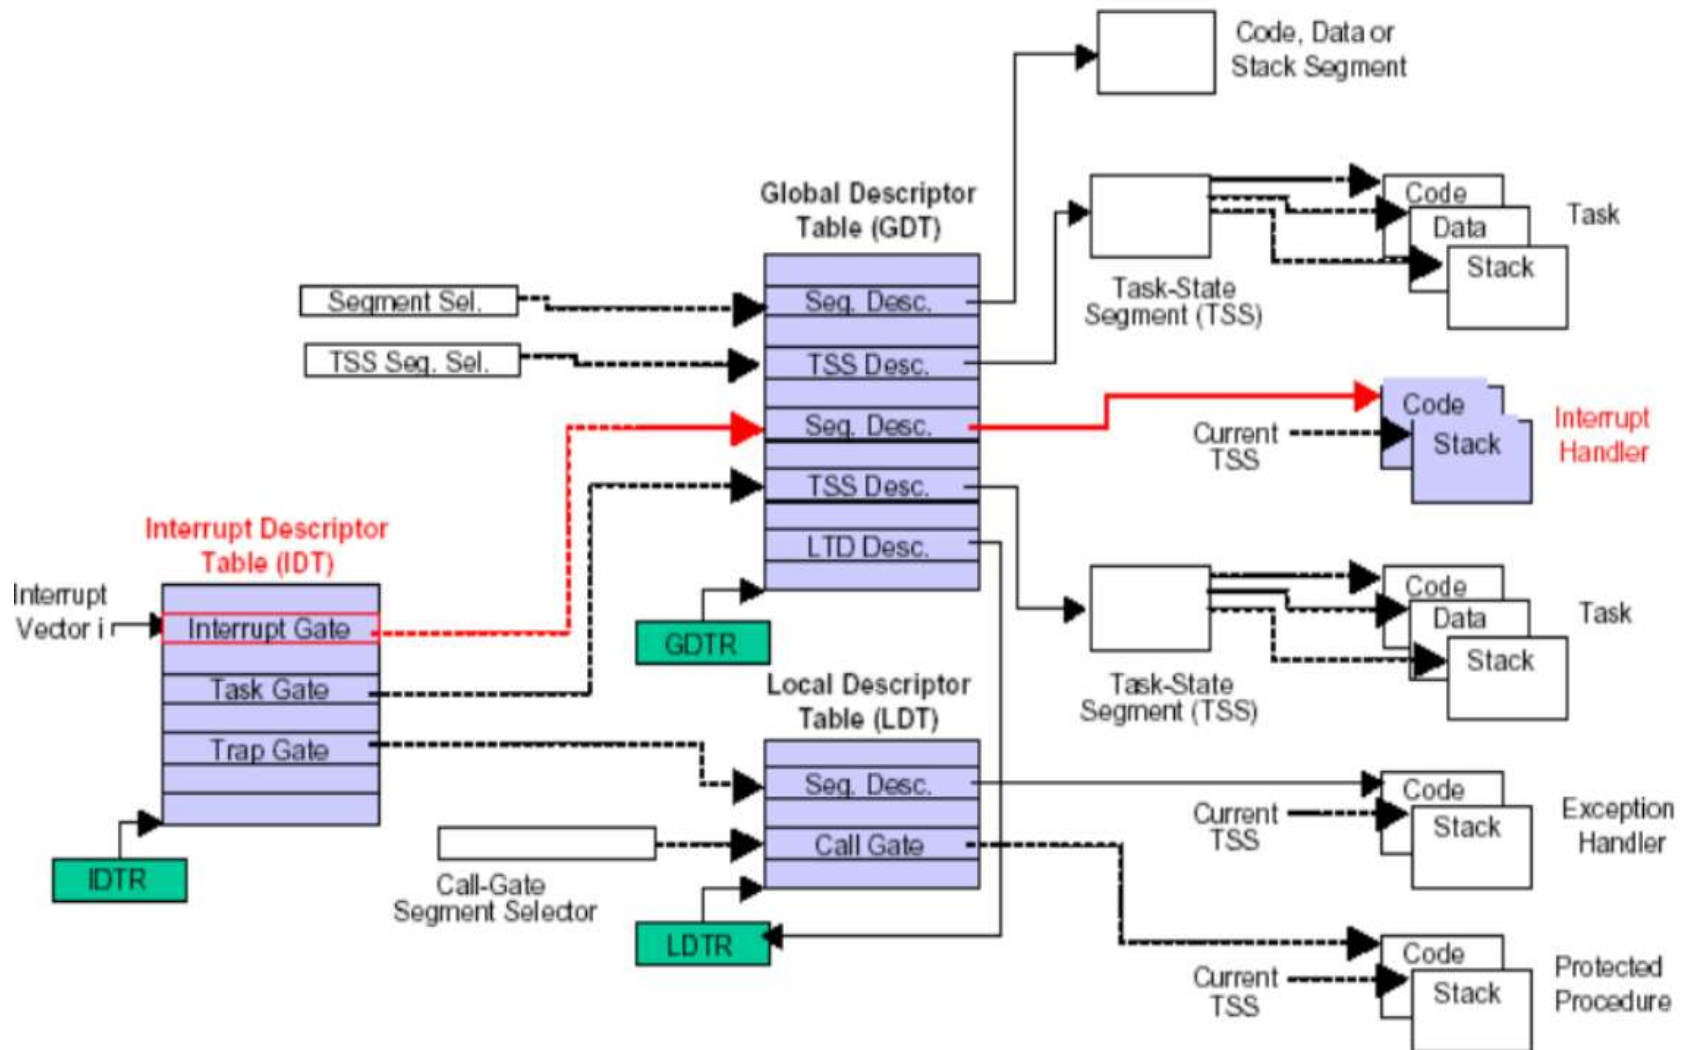 Code, Data or
Stack Segment
Global Descriptor
Table (GDT)
Segment Sel.
TSS Seg. Sel.
Seg. Desc.
TSS Desc.
Seg. Desc.
TSS Desc.
LTD Desc.
Task-State
Segment (TSS)
Code
Data
Stack
Task
Current
TSS
Code
Stack
Interrupt
Handler
Interrupt Descriptor
Table (IDT)
Interrupt
Vector i
Interrupt Gate
Task Gate
Trap Gate
IDTR
GDTR
Task-State
Segment (TSS)
Code
Data
Stack
Task
Local Descriptor
Table (LDT)
Seg. Desc.
Call Gate
Call-Gate
Segment Selector
LDTR
Current
TSS
Code
Stack
Exception
Handler
Current
TSS
Code
Stack
Protected
Procedure